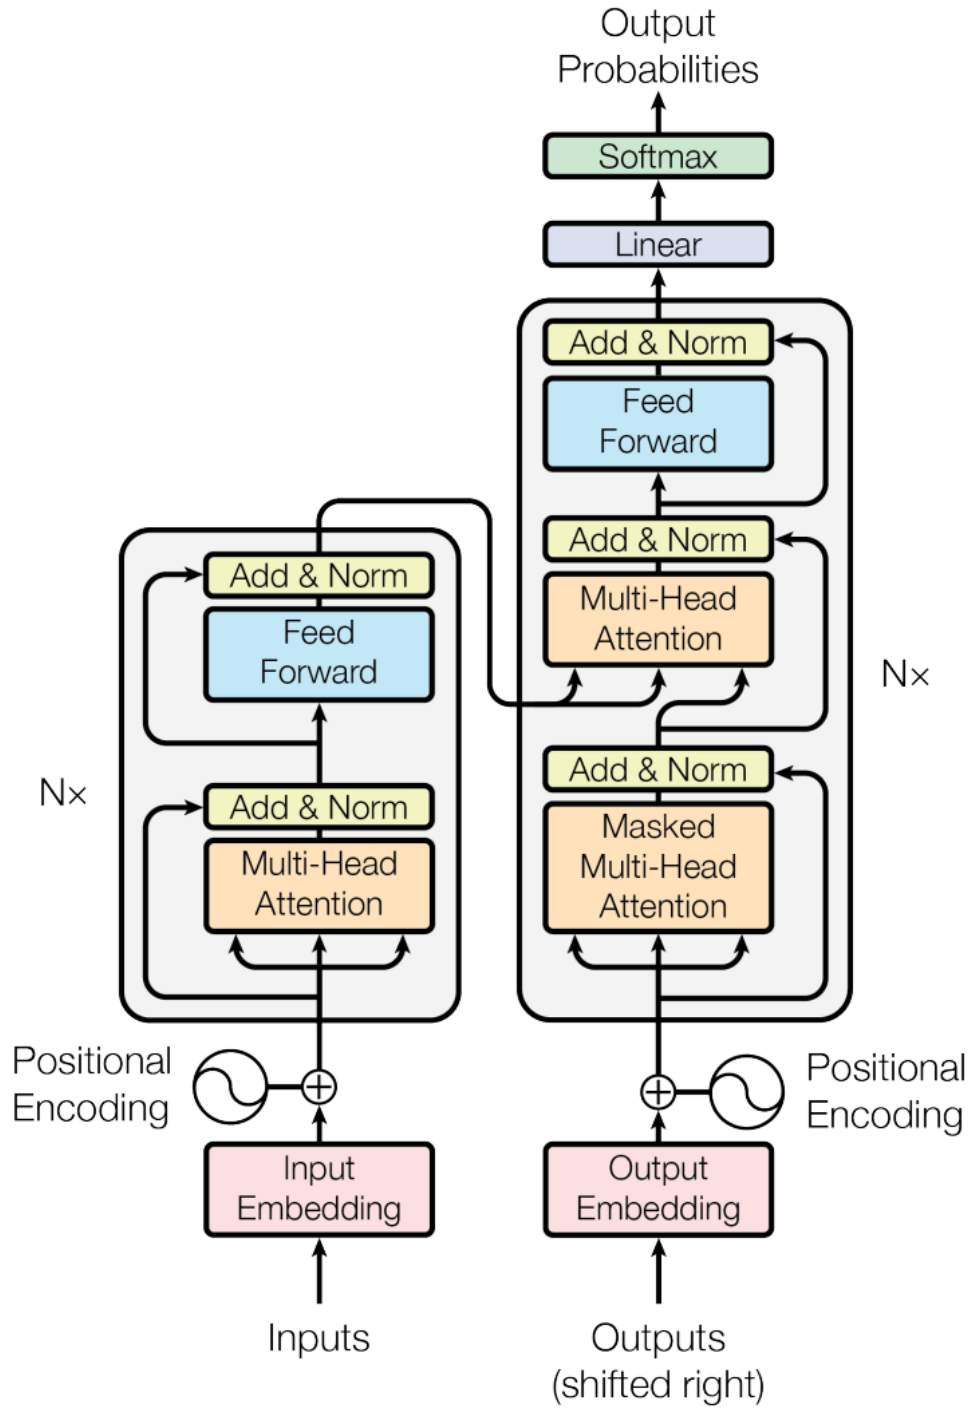 Output
Probabilities
Softmax
Linear
Add & Norm
Feed
Forward
Add & Norm
Multi-Head
Attention
N×
Add & Norm
Masked
Multi-Head
Attention
Add & Norm
Feed
Forward
N×
Add & Norm
Multi-Head
Attention
Positional
Encoding
Positional
Encoding
Input
Embedding
Output
Embedding
Inputs
Outputs
(shifted right)